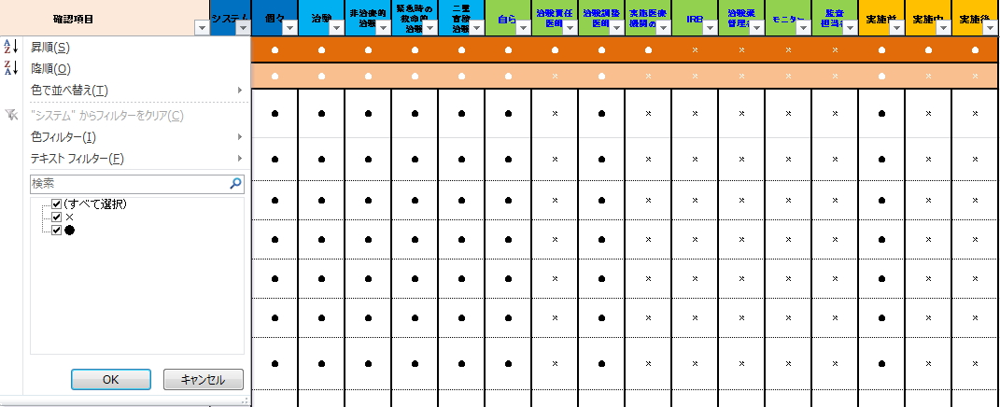 確認項目
システム
個々
治験
非治療的
治験
緊急時の
救命的
治験
二重
盲験
治験
自ら
治験責任
医師
治験調整
医師
実施医療
機関の
IRB
治験薬
管理者
モニター
監査
担当者
実施前
実施中
実施後
昇順(S)
降順(O)
色で並べ替え(T)
"システム" からフィルターをクリア(C)
色フィルター(I)
テキスト フィルター(F)
検索
(すべて選択)
×
●
OK
キャンセル
● ● ● ● ● ● × ● ● × × × × ● ● ●
● ● ● ● ● ● × ● × × × × × ● × ×
● ● ● ● ● ● × ● × × × × × ● × ×
● ● ● ● ● ● × ● × × × × × ● × ×
● ● ● ● ● ● × ● × × × × × ● × ×
● ● ● ● ● ● × ● × × × × × ● × ×
● ● ● ● ● ● × ● × × × × × ● × ×
● ● ● ● ● ● × ● × × × × × ● × ×
● ● ● ● ● ● × ● × × × × × ● × ×